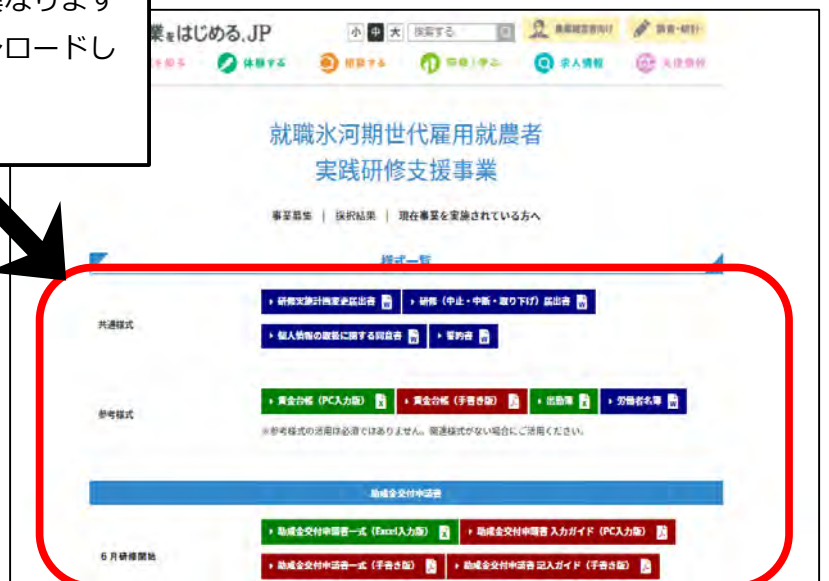 なります
ロードし
業をはじめる.JP
小 中 大 検索する
体験する 相談する 求人情報
就職氷河期世代雇用就農者
実践研修支援事業
事業募集 | 採択結果 | 現在事業を実施されている方へ
様式一覧
共通様式
研修実施計画変更届出書 研修（中止・中断・取り下げ）届出書
個人情報の取扱に関する同意書 誓約書
参考様式
賃金台帳（PC入力版） 賃金台帳（手書き版） 出勤簿 労働者名簿
※参考様式の活用は必須ではありません。関連様式がない場合にご活用ください。
助成金交付申請書
6月研修開始
助成金交付申請書一式（Excel入力版） 助成金交付申請書 入力ガイド（PC入力版）
助成金交付申請書一式（手書き版） 助成金交付申請書 記入ガイド（手書き版）